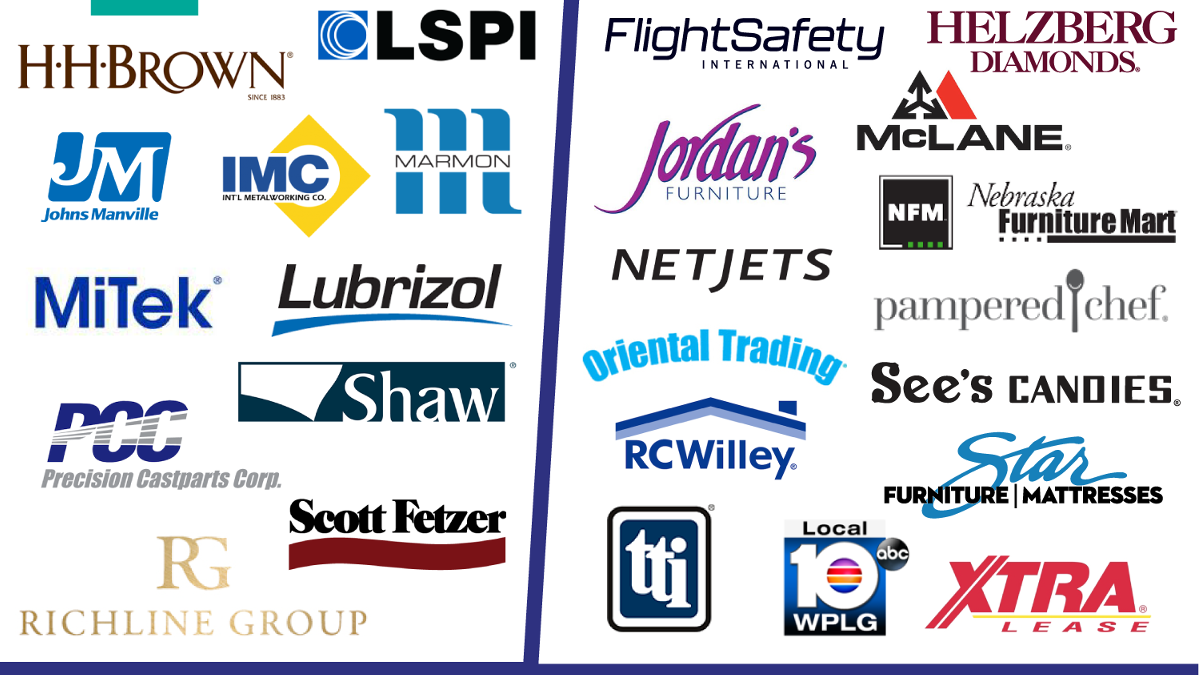 H·H·BROWN®
SINCE 1883
LSPI
JM
Johns Manville
IMC
INT'L METALWORKING CO.
m
MARMON
MiTek®
Lubrizol
Shaw®
PCC
Precision Castparts Corp.
Scott Fetzer
RG
RICHLINE GROUP
FlightSafety
INTERNATIONAL
HELZBERG
DIAMONDS®
Jordan's
FURNITURE
McLANE®
NFM
Nebraska
Furniture Mart
NETJETS
pampered chef®
Oriental Trading
See's CANDIES®
RCWilley®
Star
FURNITURE | MATTRESSES
tti®
Local
10
abc
WPLG
XTRA®
LEASE